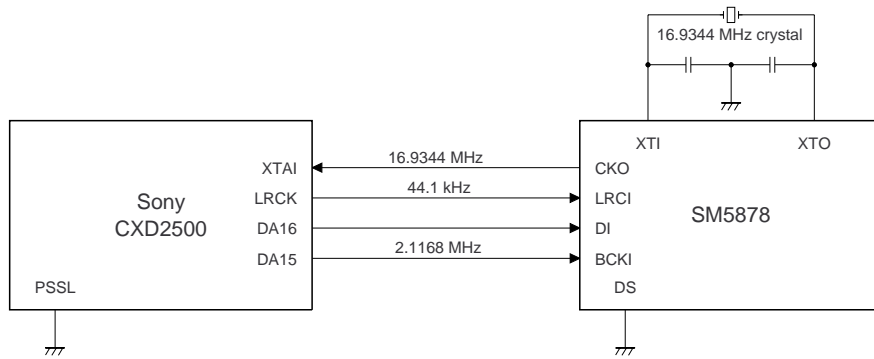 16.9344 MHz crystal
XTI
XTO
XTAI
16.9344 MHz
CKO
Sony
CXD2500
LRCK
44.1 kHz
LRCI
SM5878
DA16
DI
DA15
2.1168 MHz
BCKI
PSSL
DS